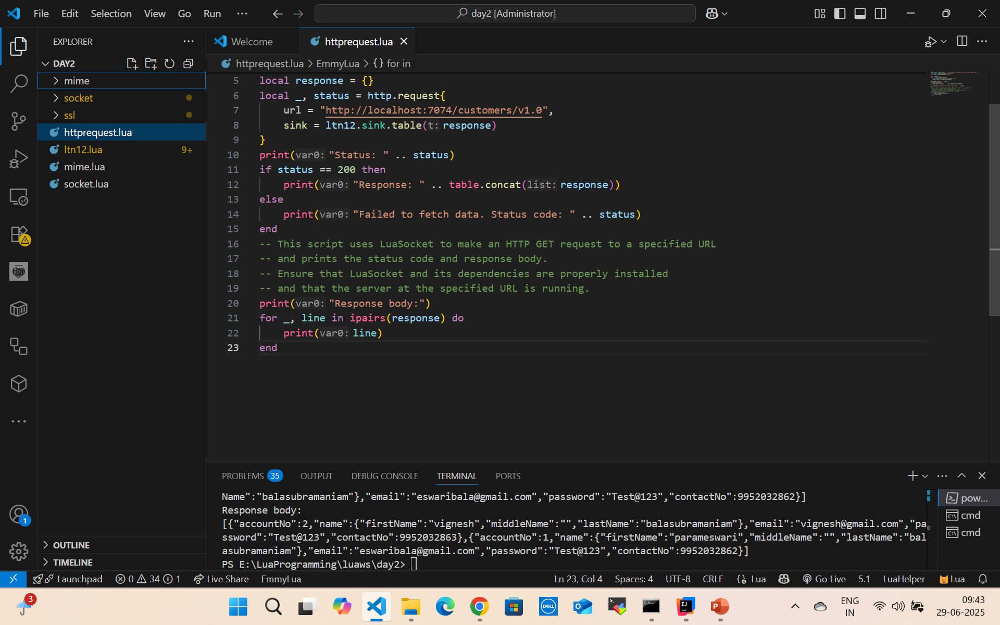 File Edit Selection View Go Run ···
day2 [Administrator]
EXPLORER
Welcome
httprequest.lua
DAY2
httprequest.lua > EmmyLua > {} for in
mime
socket
ssl
httprequest.lua
ltn12.lua 9+
mime.lua
socket.lua
5 local response = {}
6 local _, status = http.request{
7 url = "http://localhost:7074/customers/v1.0",
8 sink = ltn12.sink.table(t: response)
9 }
10 print(var0: "Status: " .. status)
11 if status == 200 then
12 print(var0: "Response: " .. table.concat(list: response))
13 else
14 print(var0: "Failed to fetch data. Status code: " .. status)
15 end
16 -- This script uses LuaSocket to make an HTTP GET request to a specified URL
17 -- and prints the status code and response body.
18 -- Ensure that LuaSocket and its dependencies are properly installed
19 -- and that the server at the specified URL is running.
20 print(var0: "Response body:")
21 for _, line in ipairs(response) do
22 print(var0: line)
23 end
PROBLEMS 35 OUTPUT DEBUG CONSOLE TERMINAL PORTS
Name":"balasubramaniam"},"email":"eswaribala@gmail.com","password":"Test@123","contactNo":9952032862}]
Response body:
[{"accountNo":2,"name":{"firstName":"vignesh","middleName":"","lastName":"balasubramaniam"},"email":"vignesh@gmail.com","pa
ssword":"Test@123","contactNo":9952032863},{"accountNo":1,"name":{"firstName":"parameswari","middleName":"","lastName":"bal
asubramaniam"},"email":"eswaribala@gmail.com","password":"Test@123","contactNo":9952032862}]
PS E:\LuaProgramming\luaws\day2>
pow...
cmd
cmd
1
OUTLINE
TIMELINE
Launchpad 0 34 1 Live Share EmmyLua Ln 23, Col 4 Spaces: 4 UTF-8 CRLF Lua Go Live 5.1 LuaHelper Lua
3
DELL
IJ
P
ENG
IN
09:43
29-06-2025